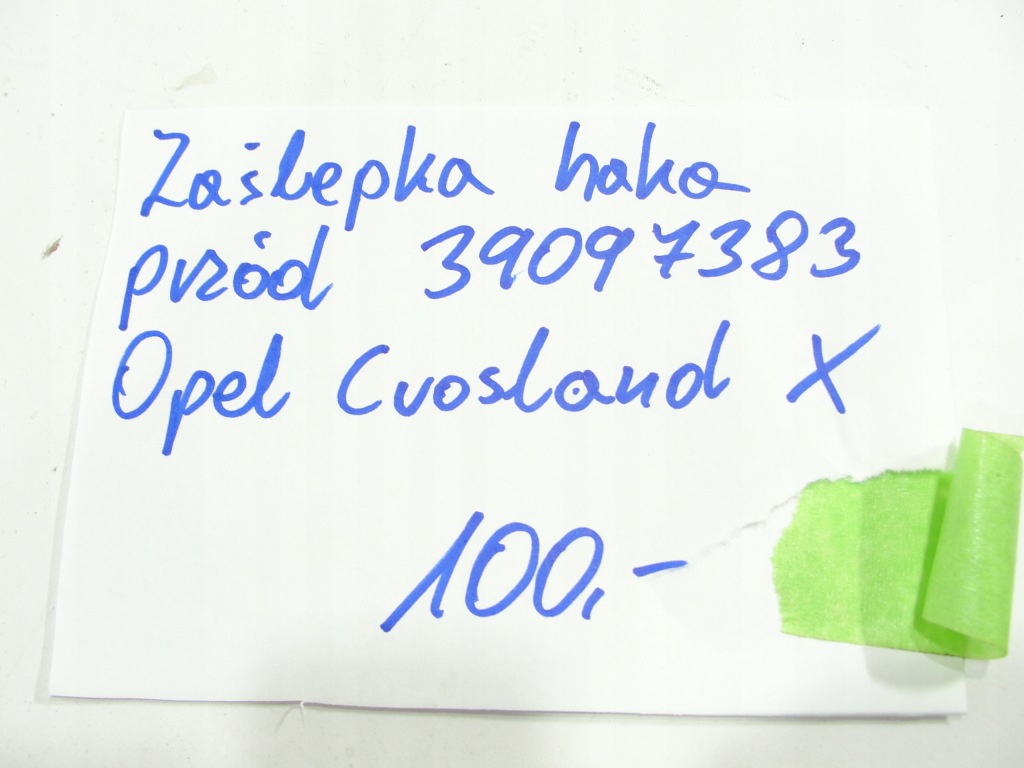 Zaślepka haka
przód 39097383
Opel Crosland X
100,-